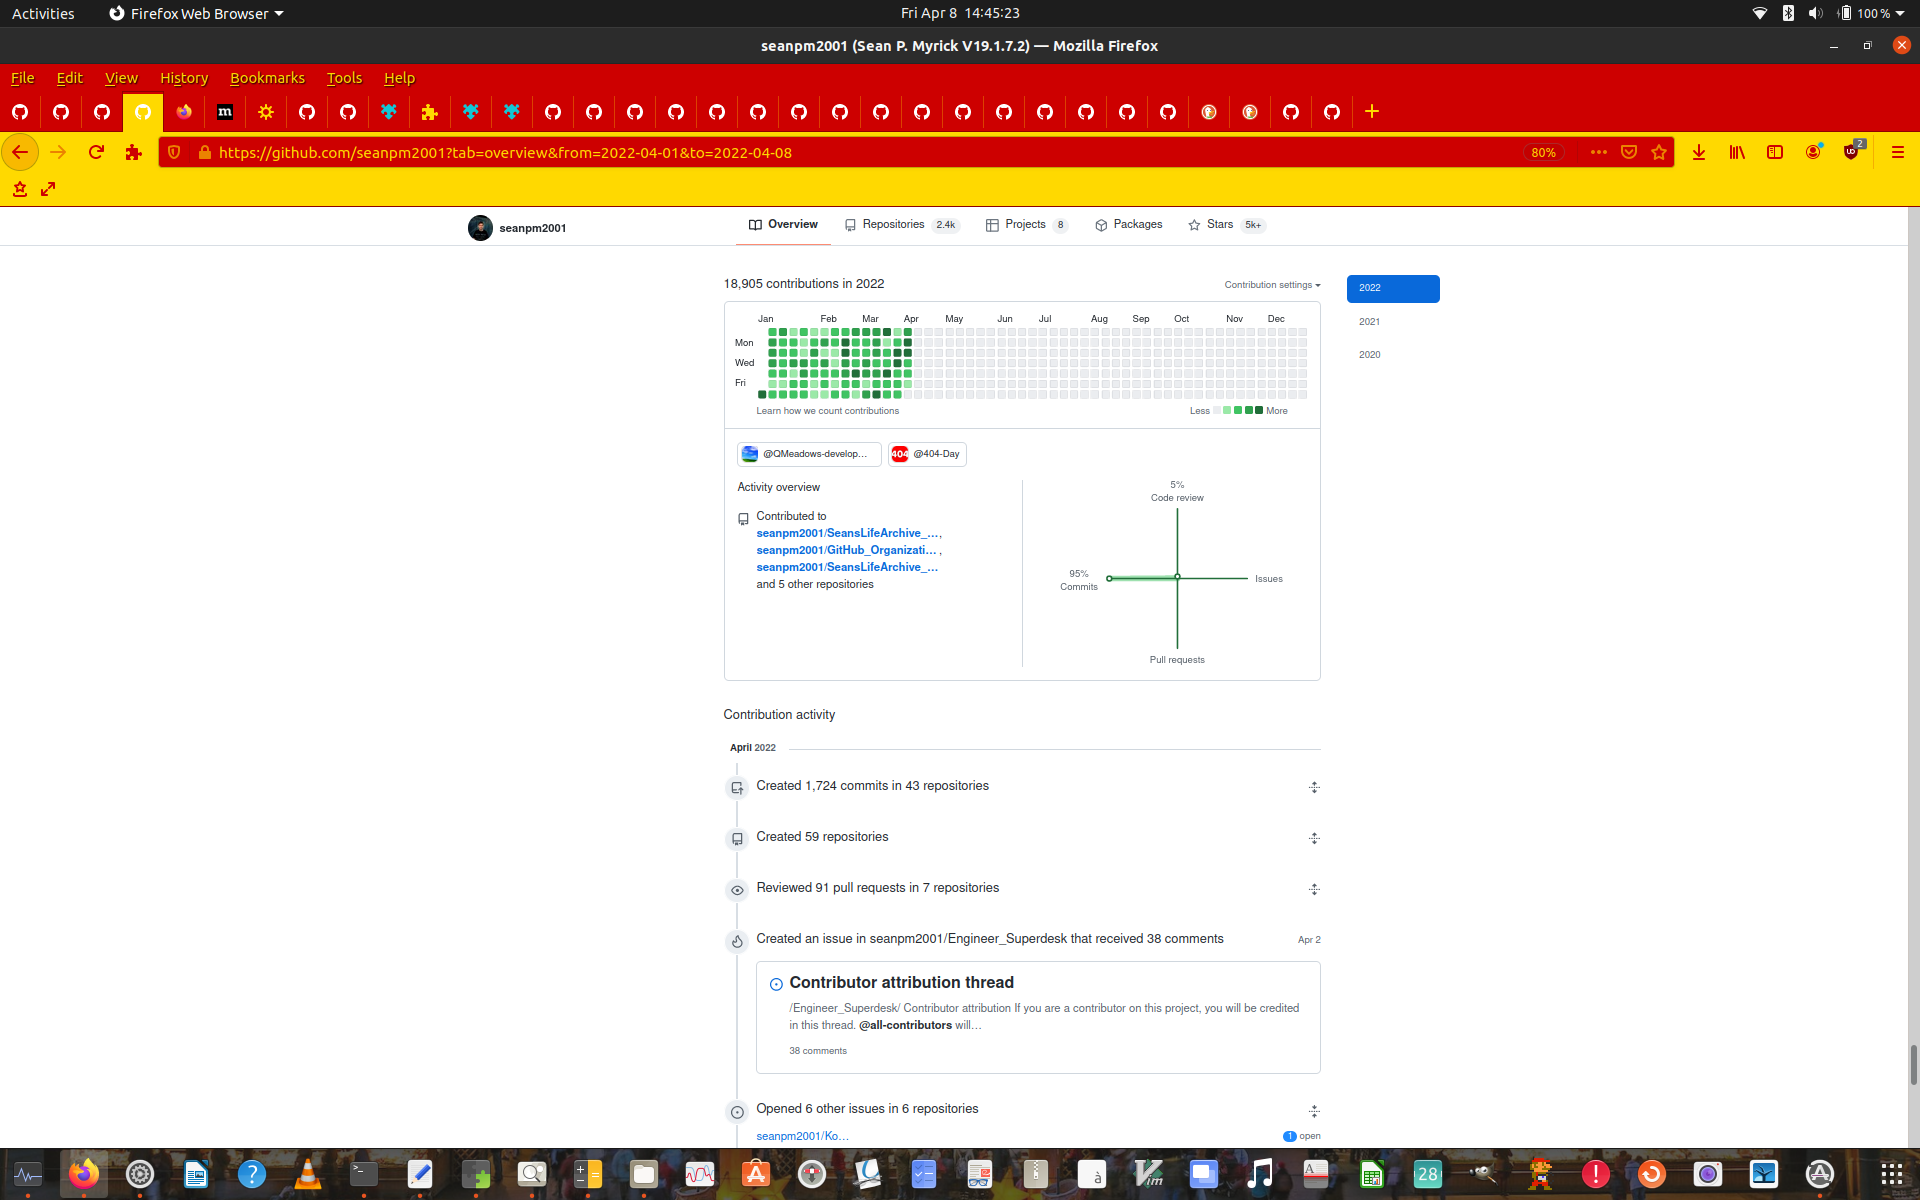 Activities
Firefox Web Browser
Fri Apr 8 14:45:23
100 %
seanpm2001 (Sean P. Myrick V19.1.7.2) — Mozilla Firefox
File Edit View History Bookmarks Tools Help
m
https://github.com/seanpm2001?tab=overview&from=2022-04-01&to=2022-04-08
80%
2
seanpm2001
Overview
Repositories 2.4k
Projects 8
Packages
Stars 5k+
18,905 contributions in 2022
Contribution settings
2022
2021
2020
Jan Feb Mar Apr May Jun Jul Aug Sep Oct Nov Dec
Mon
Wed
Fri
Learn how we count contributions
Less More
@QMeadows-develop...
404 @404-Day
Activity overview
Contributed to
seanpm2001/SeansLifeArchive_... ,
seanpm2001/GitHub_Organizati... ,
seanpm2001/SeansLifeArchive_...
and 5 other repositories
5%
Code review
95%
Commits
Issues
Pull requests
Contribution activity
April 2022
Created 1,724 commits in 43 repositories
Created 59 repositories
Reviewed 91 pull requests in 7 repositories
Created an issue in seanpm2001/Engineer_Superdesk that received 38 comments
Apr 2
Contributor attribution thread
/Engineer_Superdesk/ Contributor attribution If you are a contributor on this project, you will be credited
in this thread. @all-contributors will...
38 comments
Opened 6 other issues in 6 repositories
seanpm2001/Ko...
1 open
28